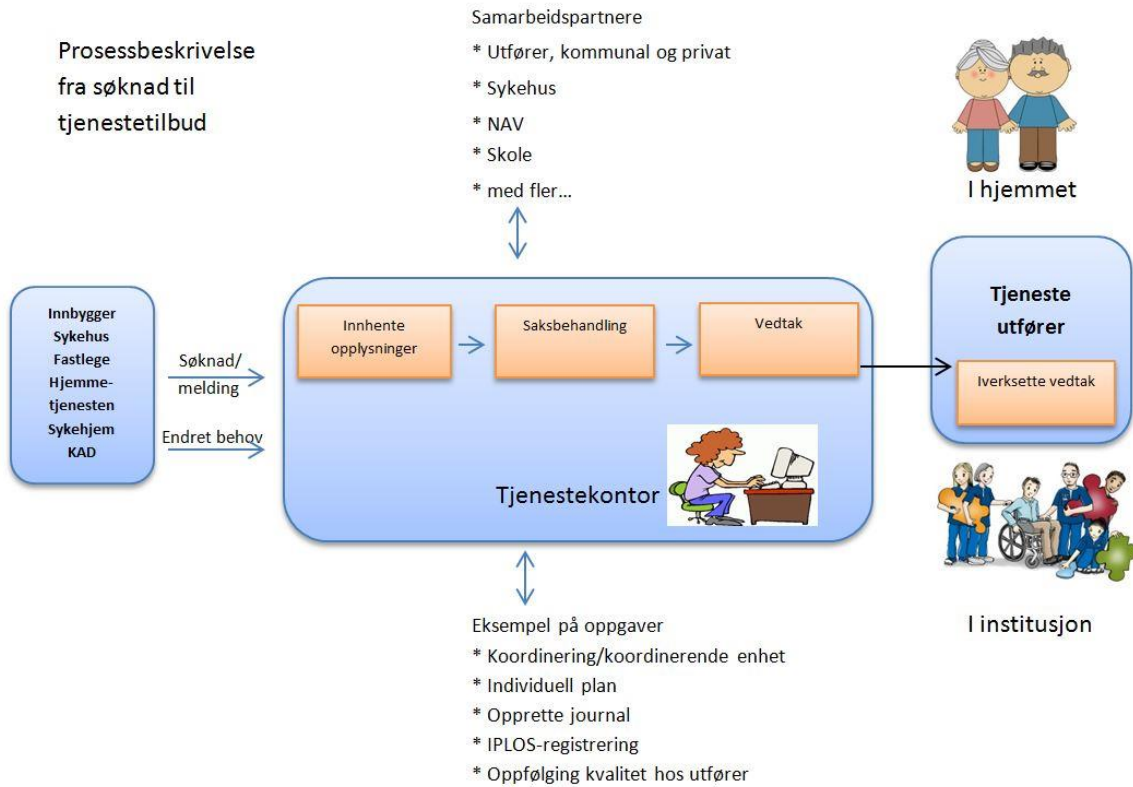 Prosessbeskrivelse
fra søknad til
tjenestetilbud
Samarbeidspartnere
* Utfører, kommunal og privat
* Sykehus
* NAV
* Skole
* med fler...
I hjemmet
Innbygger
Sykehus
Fastlege
Hjemme-
tjenesten
Sykehjem
KAD
Søknad/
melding
Endret behov
Innhente
opplysninger
Saksbehandling
Vedtak
Tjenestekontor
Tjeneste
utfører
Iverksette vedtak
I institusjon
Eksempel på oppgaver
* Koordinering/koordinerende enhet
* Individuell plan
* Opprette journal
* IPLOS-registrering
* Oppfølging kvalitet hos utfører